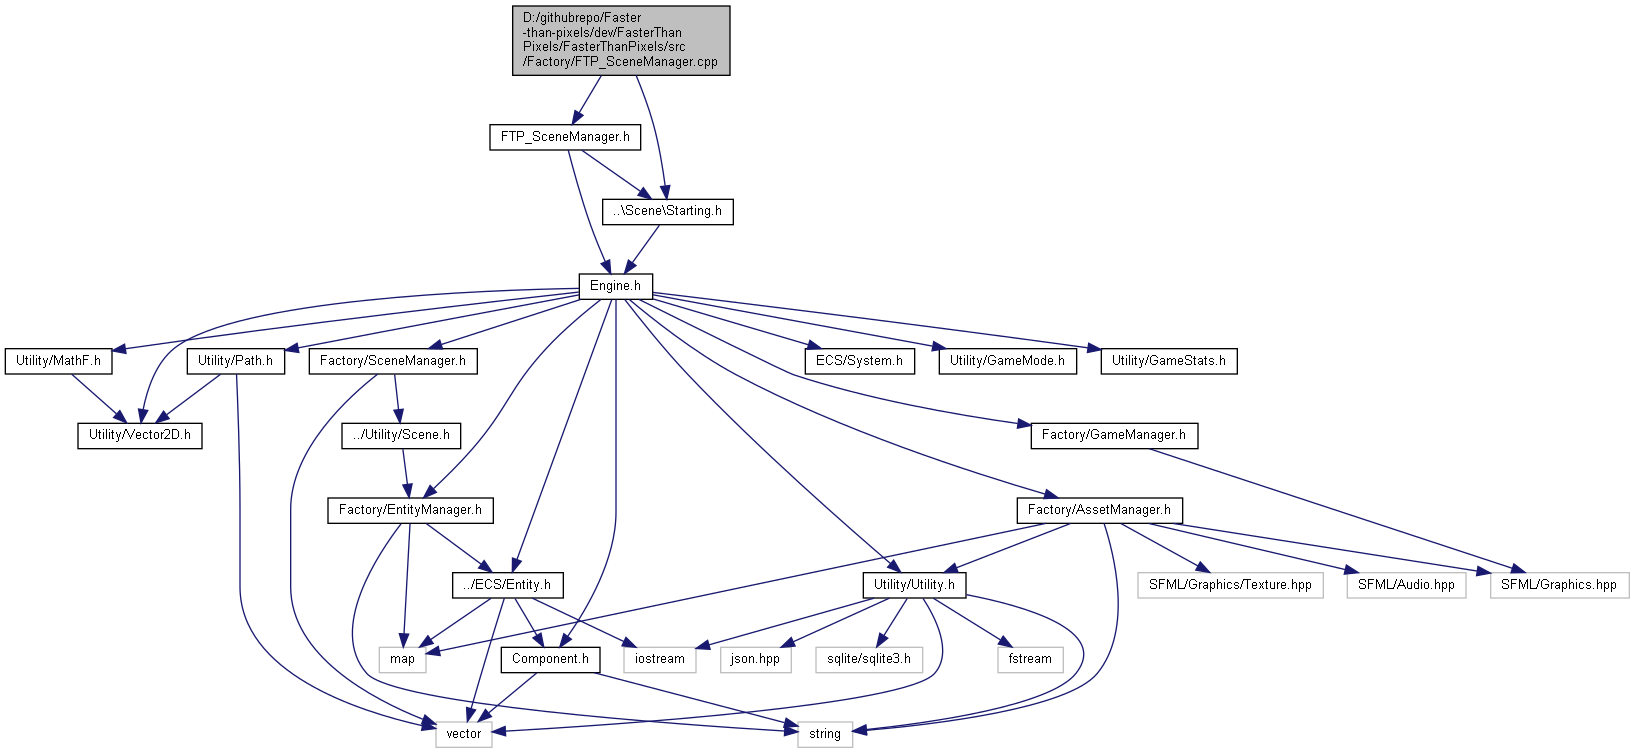 D:/githubrepo/Faster
-than-pixels/dev/FasterThan
Pixels/FasterThanPixels/src
/Factory/FTP_SceneManager.cpp
FTP_SceneManager.h
..\Scene\Starting.h
Engine.h
Utility/MathF.h
Utility/Path.h
Factory/SceneManager.h
ECS/System.h
Utility/GameMode.h
Utility/GameStats.h
Utility/Vector2D.h
../Utility/Scene.h
Factory/GameManager.h
Factory/EntityManager.h
Factory/AssetManager.h
../ECS/Entity.h
Utility/Utility.h
SFML/Graphics/Texture.hpp
SFML/Audio.hpp
SFML/Graphics.hpp
map
Component.h
iostream
json.hpp
sqlite/sqlite3.h
fstream
vector
string